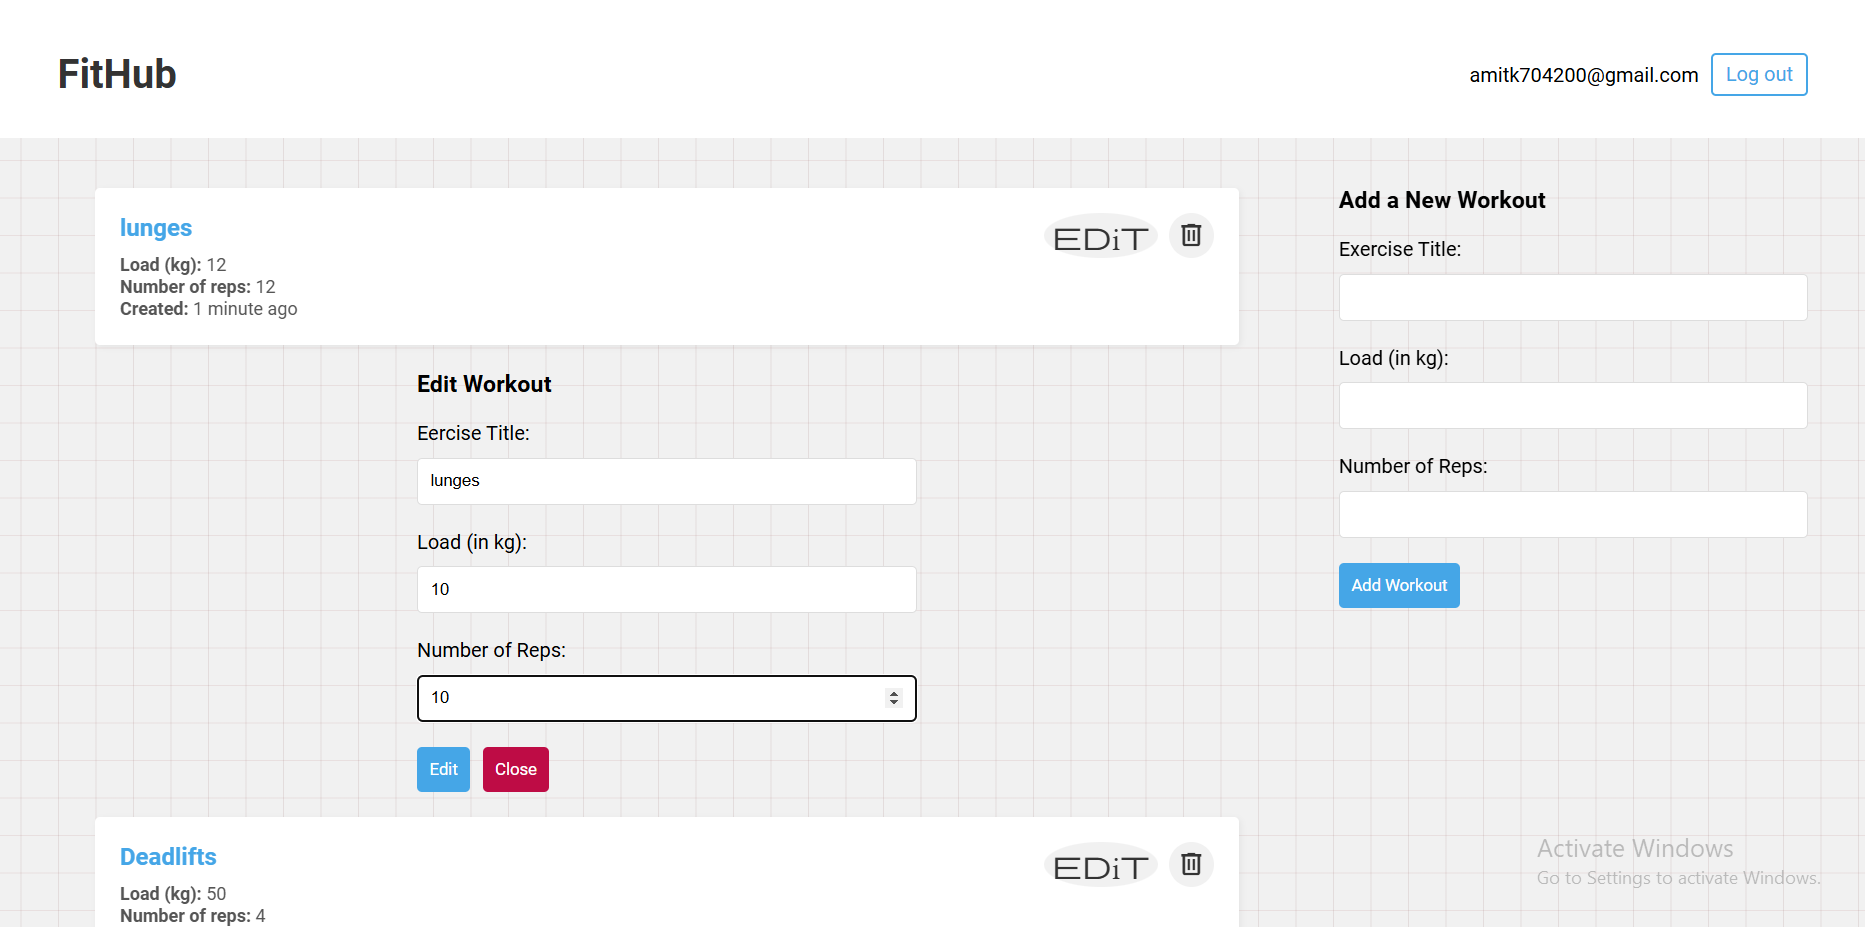 FitHub
amitk704200@gmail.com
Log out
lunges
EDiT
Load (kg): 12
Number of reps: 12
Created: 1 minute ago
Edit Workout
Eercise Title:
lunges
Load (in kg):
10
Number of Reps:
10
Edit
Close
Deadlifts
EDiT
Load (kg): 50
Number of reps: 4
Add a New Workout
Exercise Title:
Load (in kg):
Number of Reps:
Add Workout
Activate Windows
Go to Settings to activate Windows.